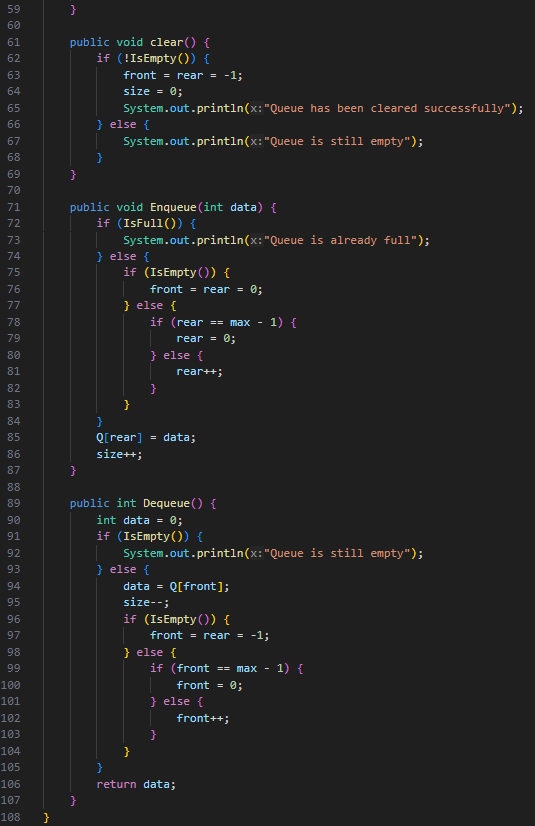 59 }
60
61 public void clear() {
62 if (!IsEmpty()) {
63 front = rear = -1;
64 size = 0;
65 System.out.println(x:"Queue has been cleared successfully");
66 } else {
67 System.out.println(x:"Queue is still empty");
68 }
69 }
70
71 public void Enqueue(int data) {
72 if (IsFull()) {
73 System.out.println(x:"Queue is already full");
74 } else {
75 if (IsEmpty()) {
76 front = rear = 0;
77 } else {
78 if (rear == max - 1) {
79 rear = 0;
80 } else {
81 rear++;
82 }
83 }
84 }
85 Q[rear] = data;
86 size++;
87 }
88
89 public int Dequeue() {
90 int data = 0;
91 if (IsEmpty()) {
92 System.out.println(x:"Queue is still empty");
93 } else {
94 data = Q[front];
95 size--;
96 if (IsEmpty()) {
97 front = rear = -1;
98 } else {
99 if (front == max - 1) {
100 front = 0;
101 } else {
102 front++;
103 }
104 }
105 }
106 return data;
107 }
108 }